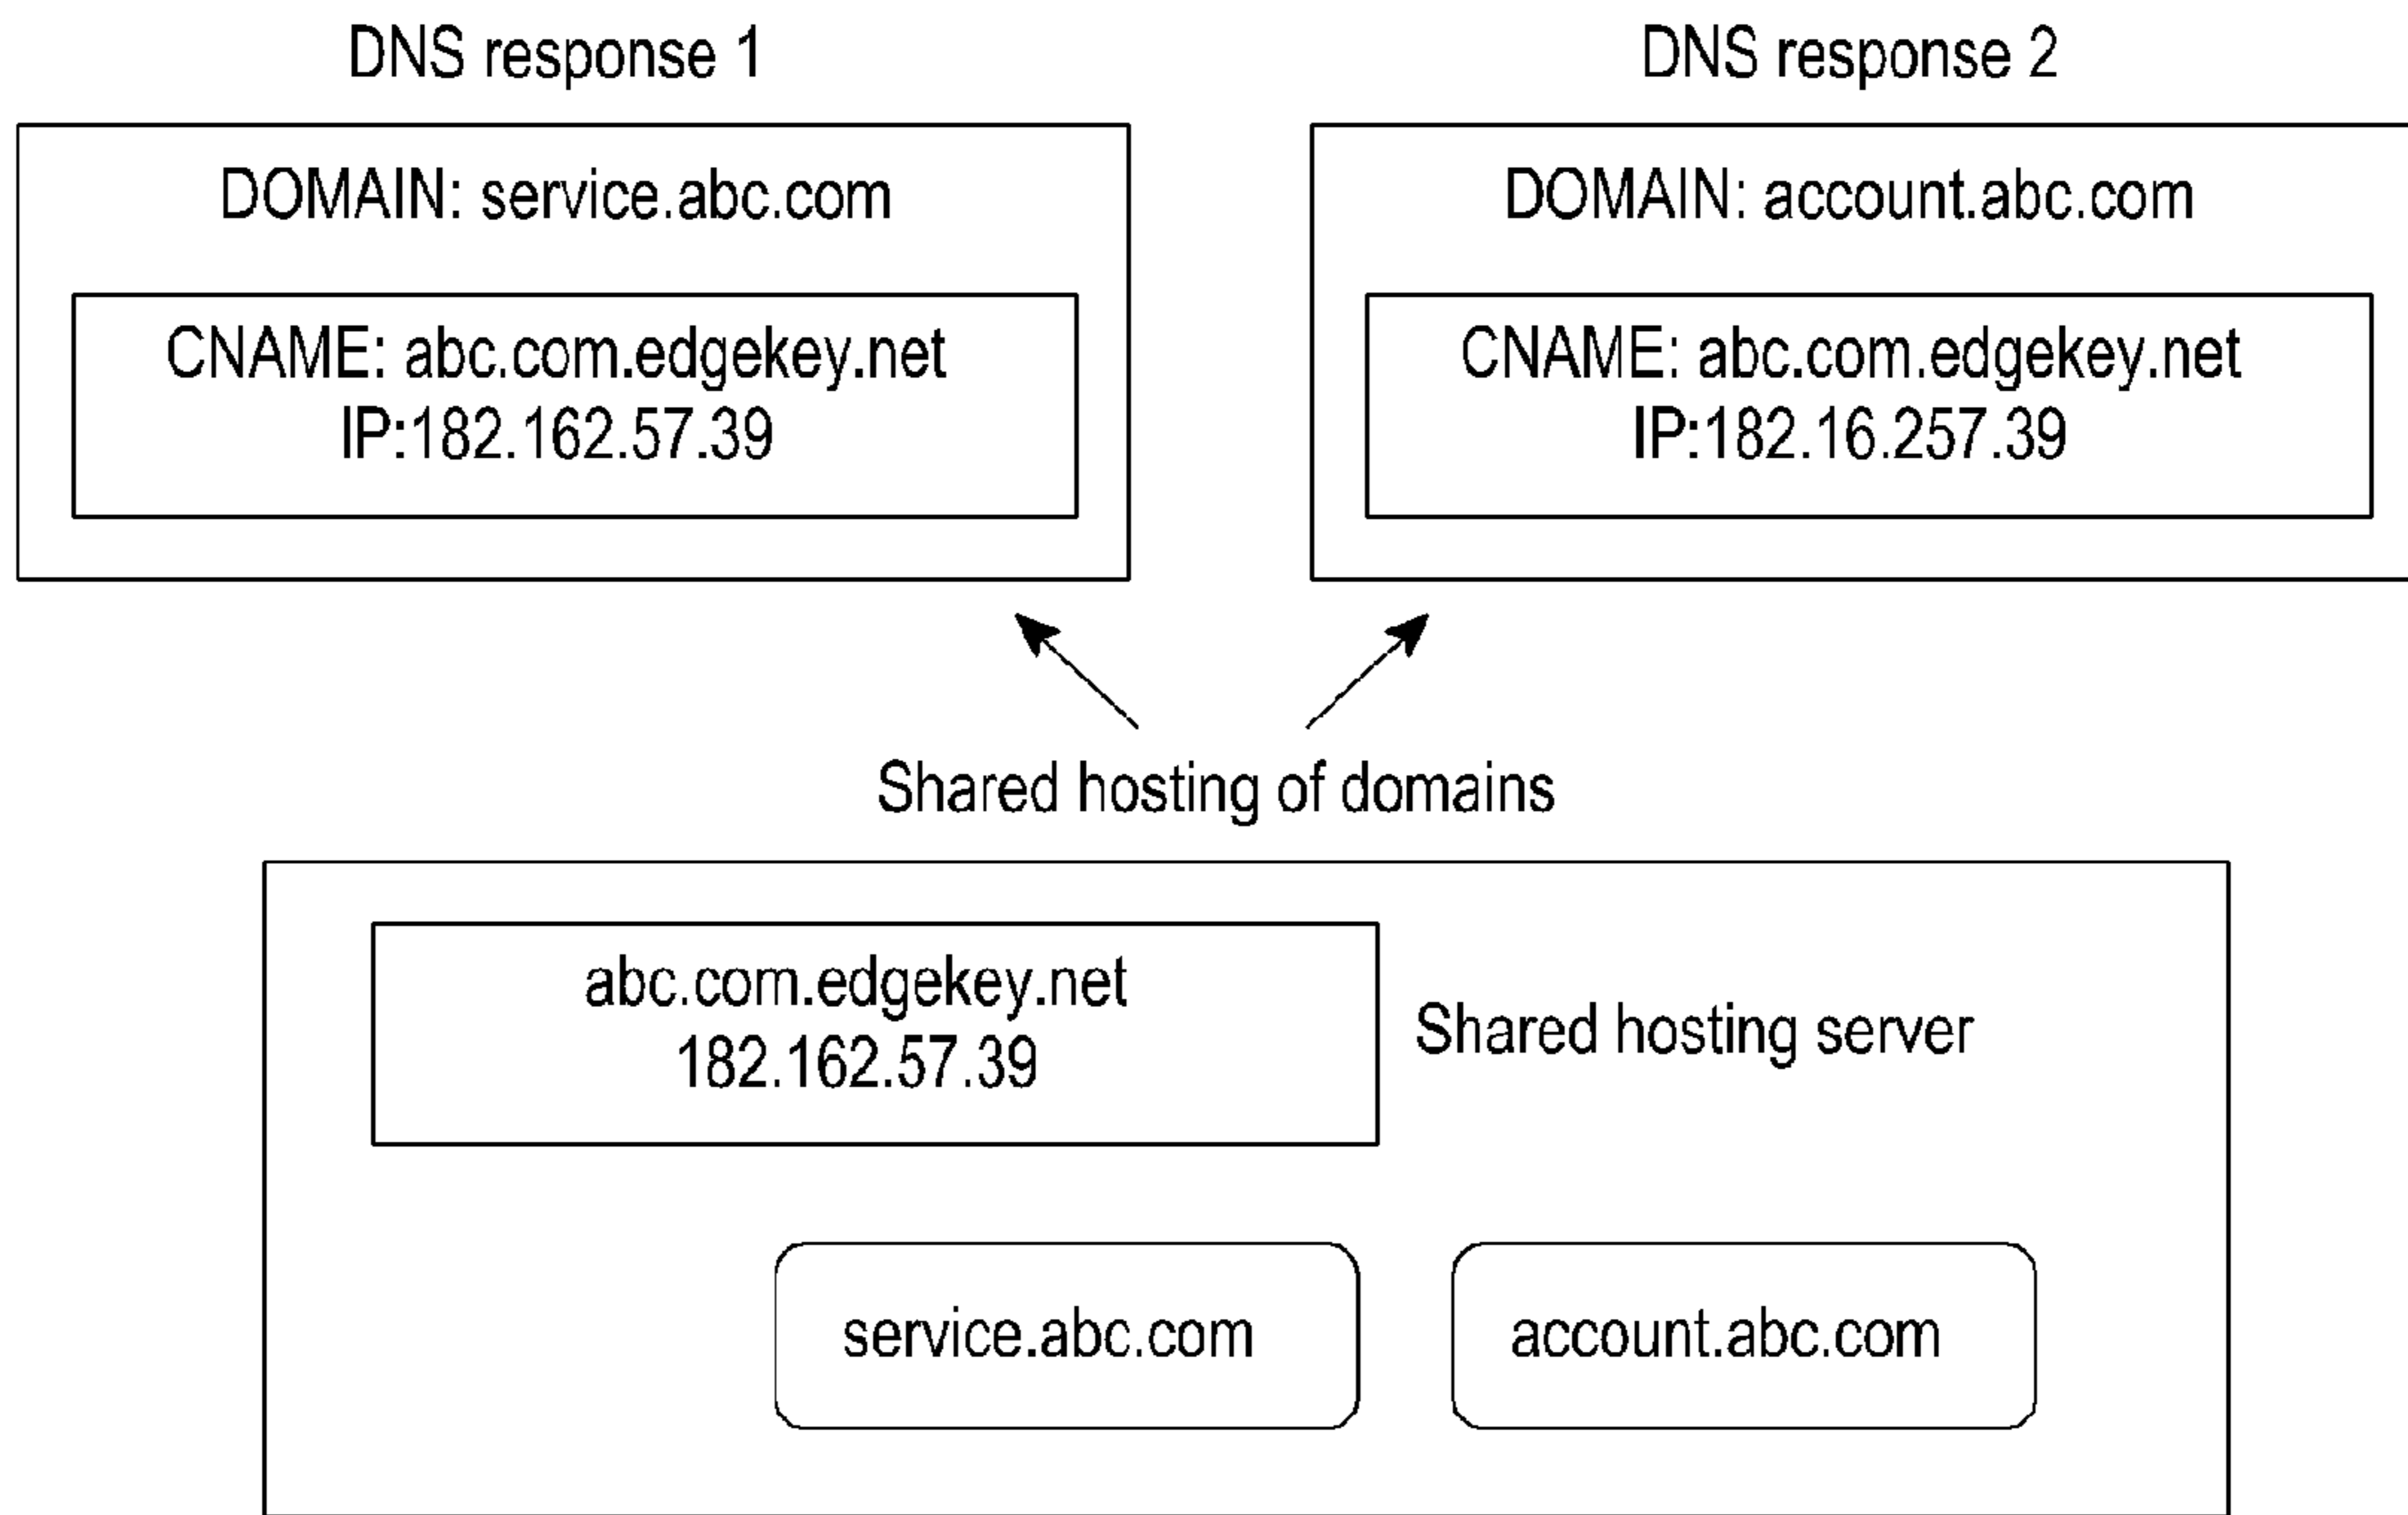 DNS response 1
DOMAIN: service.abc.com
CNAME: abc.com.edgekey.net
IP:182.162.57.39
DNS response 2
DOMAIN: account.abc.com
CNAME: abc.com.edgekey.net
IP:182.16.257.39
Shared hosting of domains
abc.com.edgekey.net
182.162.57.39
Shared hosting server
service.abc.com
account.abc.com